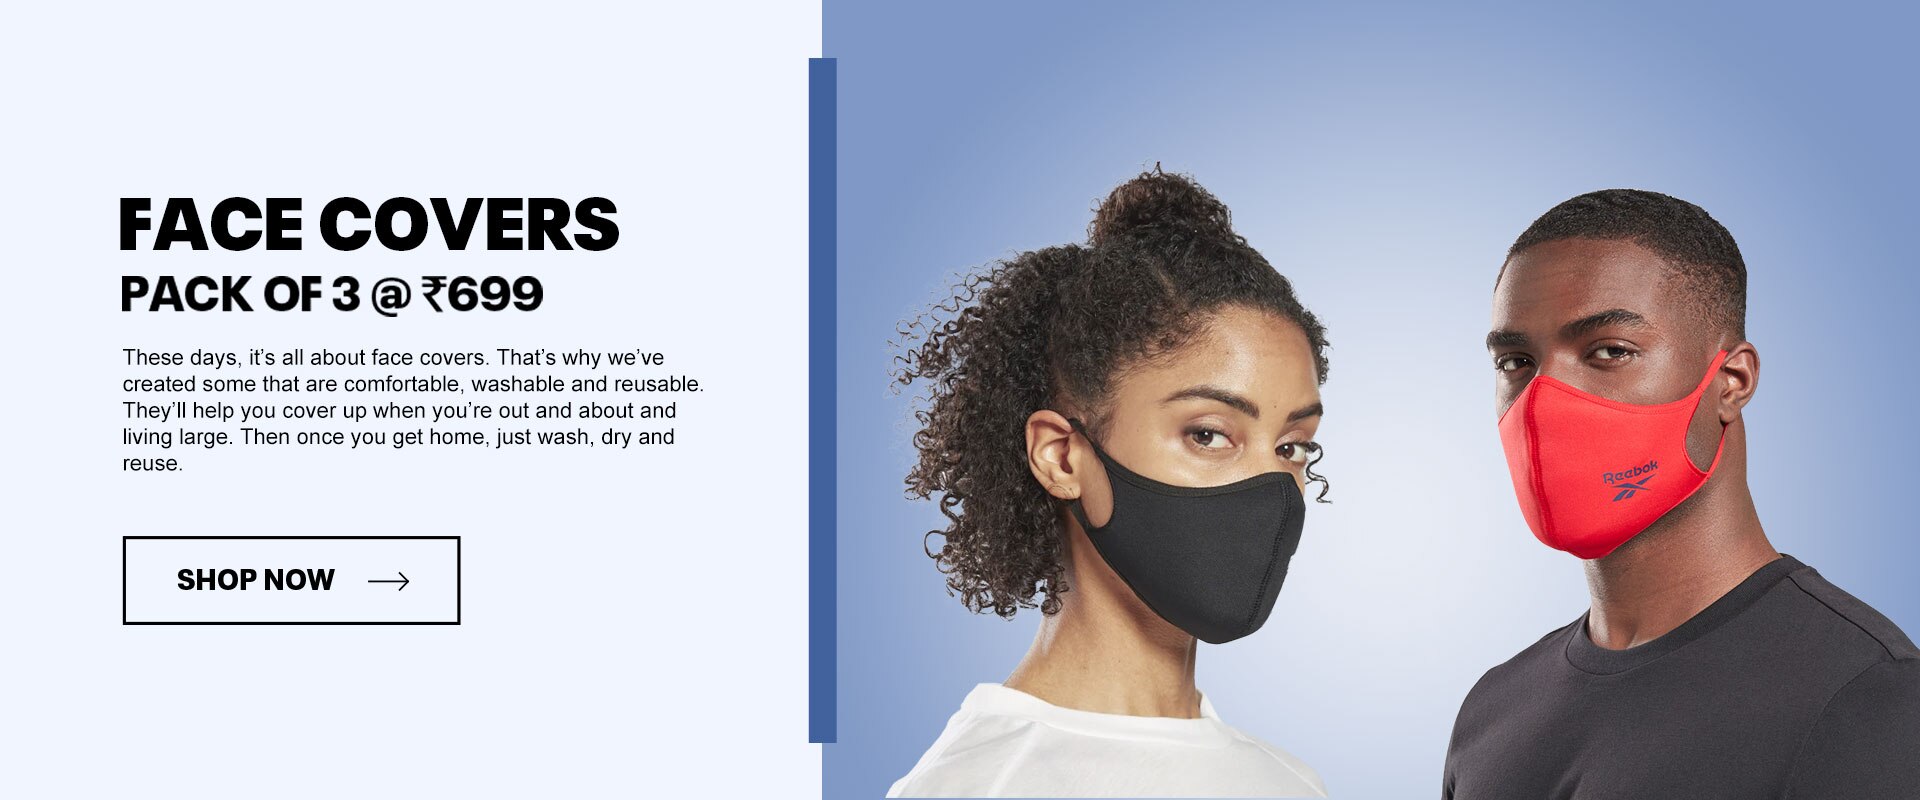 FACE COVERS
PACK OF 3 @ ₹699
These days, it’s all about face covers. That’s why we’ve
created some that are comfortable, washable and reusable.
They’ll help you cover up when you’re out and about and
living large. Then once you get home, just wash, dry and
reuse.
SHOP NOW
Reebok